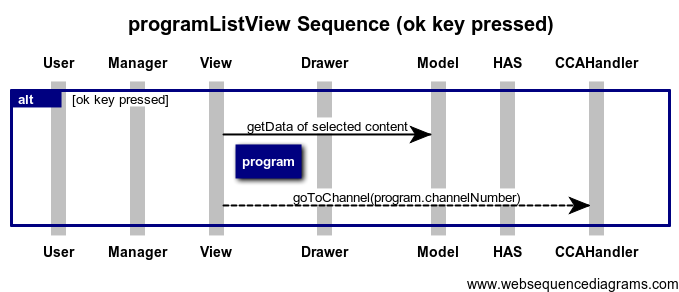 programListView Sequence (ok key pressed)
User Manager View Drawer Model HAS CCAHandler
alt [ok key pressed]
getData of selected content
program
goToChannel(program.channelNumber)
User Manager View Drawer Model HAS CCAHandler
www.websequencediagrams.com